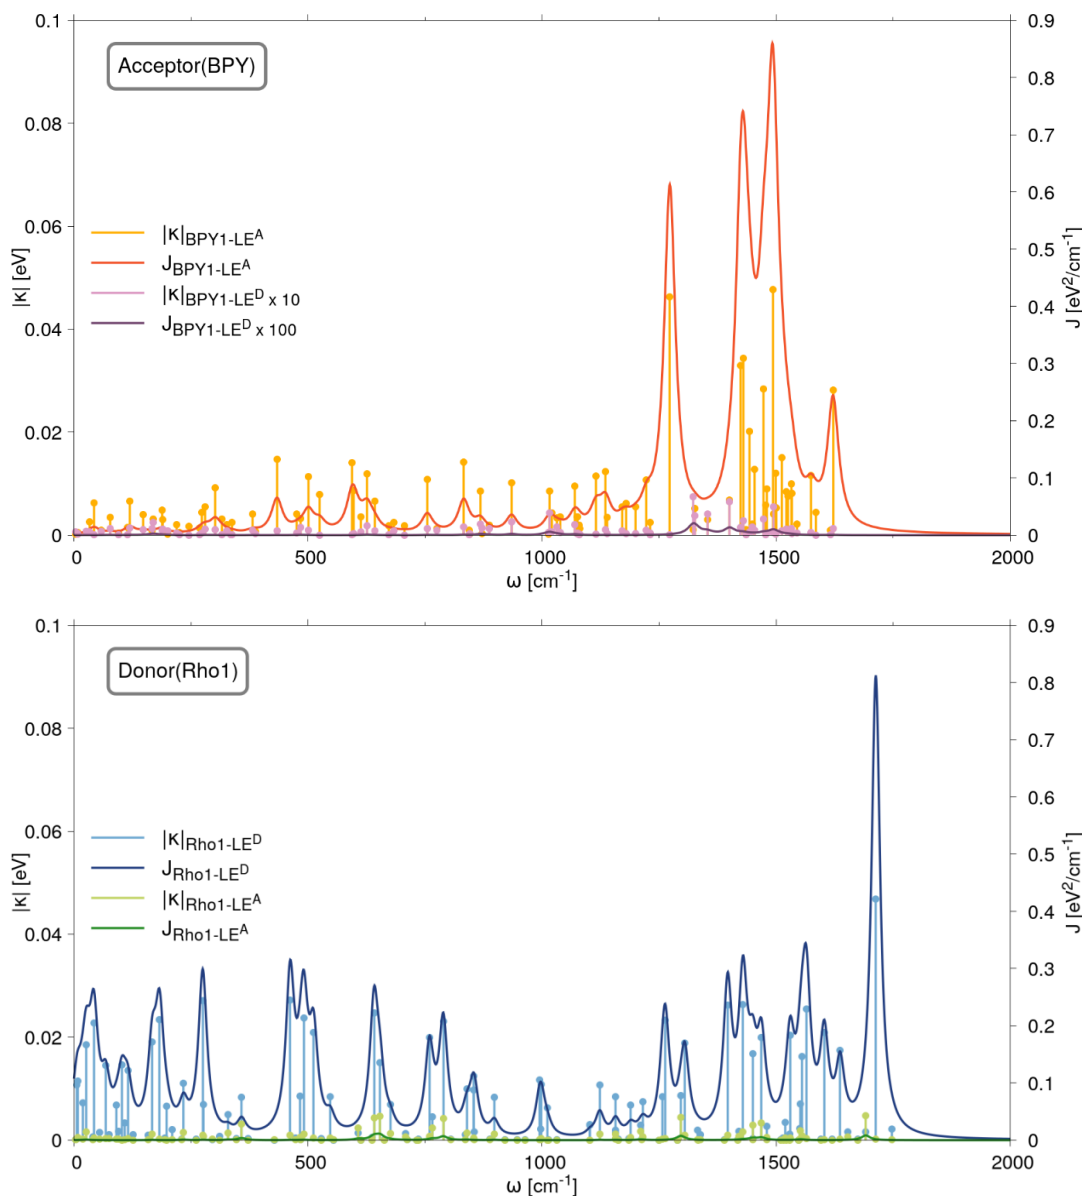 0.1
0.08
0.06
0.04
0.02
0
|κ| [eV]
Acceptor(BPY)
|κ|BPY1-LE^A
J BPY1-LE^A
|κ|BPY1-LE^D x 10
J BPY1-LE^D x 100
0.9
0.8
0.7
0.6
0.5
0.4
0.3
0.2
0.1
0
J [eV²/cm⁻¹]
0 500 1000 1500 2000
ω [cm⁻¹]
0.1
0.08
0.06
0.04
0.02
0
|κ| [eV]
Donor(Rho1)
|κ|Rho1-LE^D
J Rho1-LE^D
|κ|Rho1-LE^A
J Rho1-LE^A
0.9
0.8
0.7
0.6
0.5
0.4
0.3
0.2
0.1
0
J [eV²/cm⁻¹]
0 500 1000 1500 2000
ω [cm⁻¹]